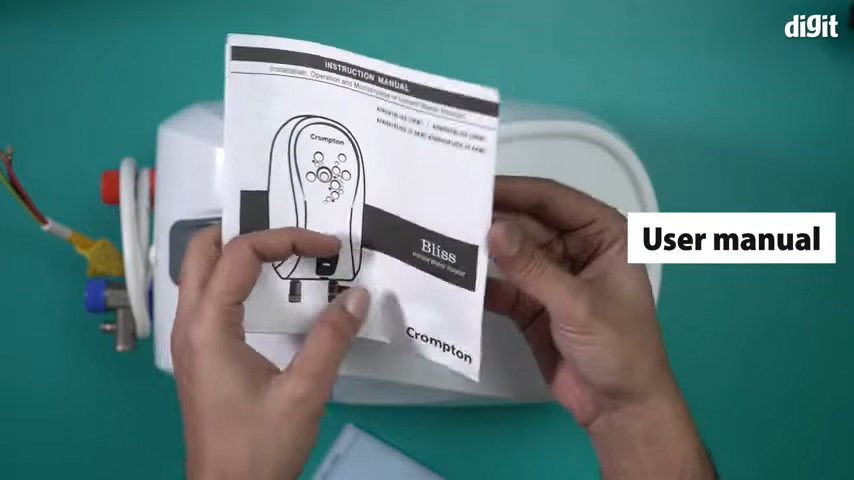 digit
INSTRUCTION MANUAL
Installation, Operation and Maintenance of Instant Water Heater
Crompton
Bliss
Instant Water Heater
Crompton
User manual